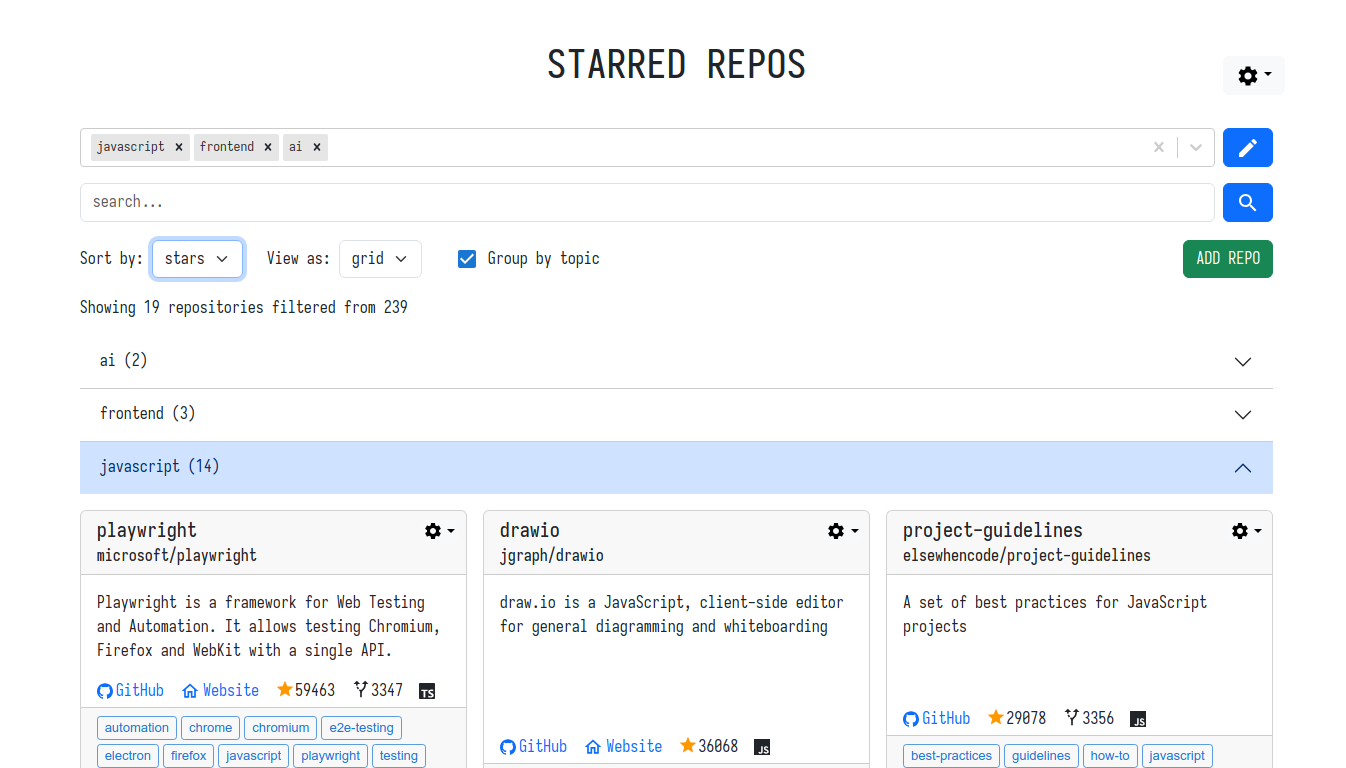 STARRED REPOS
javascript frontend ai
search...
Sort by: stars View as: grid Group by topic ADD REPO
Showing 19 repositories filtered from 239
ai (2)
frontend (3)
javascript (14)
playwright
microsoft/playwright
Playwright is a framework for Web Testing
and Automation. It allows testing Chromium,
Firefox and WebKit with a single API.
GitHub Website 59463 3347 TS
automation chrome chromium e2e-testing
electron firefox javascript playwright testing
drawio
jgraph/drawio
draw.io is a JavaScript, client-side editor
for general diagramming and whiteboarding
GitHub Website 36068 JS
project-guidelines
elsewhencode/project-guidelines
A set of best practices for JavaScript
projects
GitHub 29078 3356 JS
best-practices guidelines how-to javascript